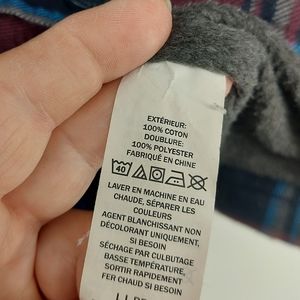 EXTÉRIEUR:
100% COTON
DOUBLURE:
100% POLYESTER
FABRIQUÉ EN CHINE
40
LAVER EN MACHINE EN EAU
CHAUDE, SÉPARER LES
COULEURS
AGENT BLANCHISSANT NON
DÉCOLORANT UNIQUEMENT,
SI BESOIN
SÉCHAGE PAR CULBUTAGE
BASSE TEMPÉRATURE,
SORTIR RAPIDEMENT
FER CHAUD SI BESOIN